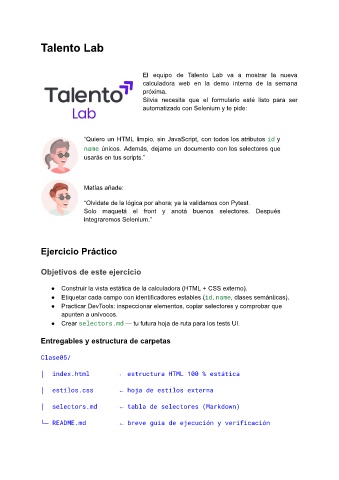 Talento Lab
Talento
Lab
El equipo de Talento Lab va a mostrar la nueva
calculadora web en la demo interna de la semana
próxima.
Silvia necesita que el formulario esté listo para ser
automatizado con Selenium y te pide:
"Quiero un HTML limpio, sin JavaScript, con todos los atributos id y
name únicos. Además, dejame un documento con los selectores que
usarás en tus scripts."
Matías añade:
"Olvidate de la lógica por ahora; ya la validamos con Pytest.
Solo maquetá el front y anotá buenos selectores. Después
integraremos Selenium."
Ejercicio Práctico
Objetivos de este ejercicio
● Construir la vista estática de la calculadora (HTML + CSS externo).
● Etiquetar cada campo con identificadores estables (id, name, clases semánticas).
● Practicar DevTools: inspeccionar elementos, copiar selectores y comprobar que
apunten a unívocos.
● Crear selectors.md — tu futura hoja de ruta para los tests UI.
Entregables y estructura de carpetas
Clase05/
│ index.html ← estructura HTML 100 % estática
│ estilos.css ← hoja de estilos externa
│ selectors.md ← tabla de selectores (Markdown)
└─ README.md ← breve guía de ejecución y verificación